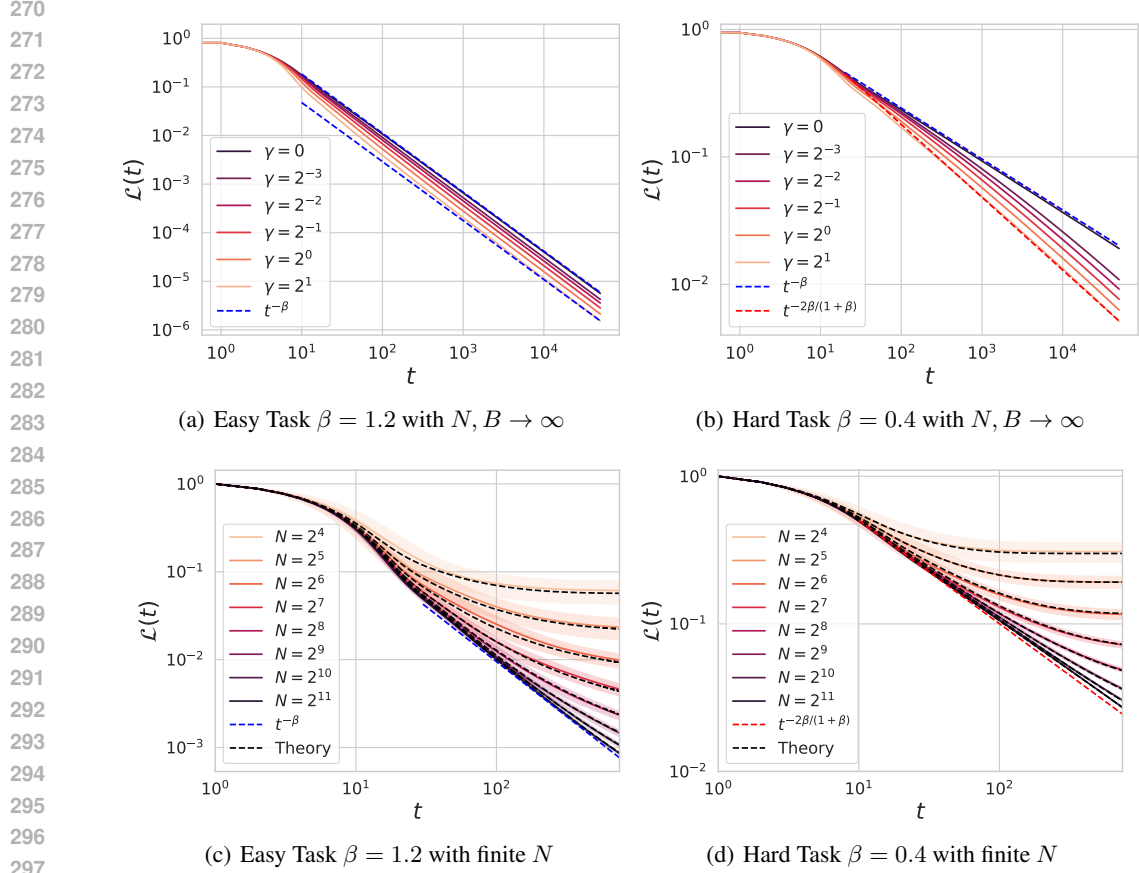 270
271
272
273
274
275
276
277
278
279
280
281
282
283
284
285
286
287
288
289
290
291
292
293
294
295
296
297
10^0
10^{-1}
10^{-2}
10^{-3}
10^{-4}
10^{-5}
10^{-6}
L(t)
γ = 0
γ = 2^{-3}
γ = 2^{-2}
γ = 2^{-1}
γ = 2^0
γ = 2^1
t^{-β}
10^0 10^1 10^2 10^3 10^4
t
(a) Easy Task β = 1.2 with N, B → ∞
10^0
10^{-1}
10^{-2}
L(t)
γ = 0
γ = 2^{-3}
γ = 2^{-2}
γ = 2^{-1}
γ = 2^0
γ = 2^1
t^{-β}
t^{-2β/(1+β)}
10^0 10^1 10^2 10^3 10^4
t
(b) Hard Task β = 0.4 with N, B → ∞
10^0
10^{-1}
10^{-2}
10^{-3}
L(t)
N = 2^4
N = 2^5
N = 2^6
N = 2^7
N = 2^8
N = 2^9
N = 2^{10}
N = 2^{11}
t^{-β}
Theory
10^0 10^1 10^2
t
(c) Easy Task β = 1.2 with finite N
10^0
10^{-1}
10^{-2}
L(t)
N = 2^4
N = 2^5
N = 2^6
N = 2^7
N = 2^8
N = 2^9
N = 2^{10}
N = 2^{11}
t^{-2β/(1+β)}
Theory
10^0 10^1 10^2
t
(d) Hard Task β = 0.4 with finite N